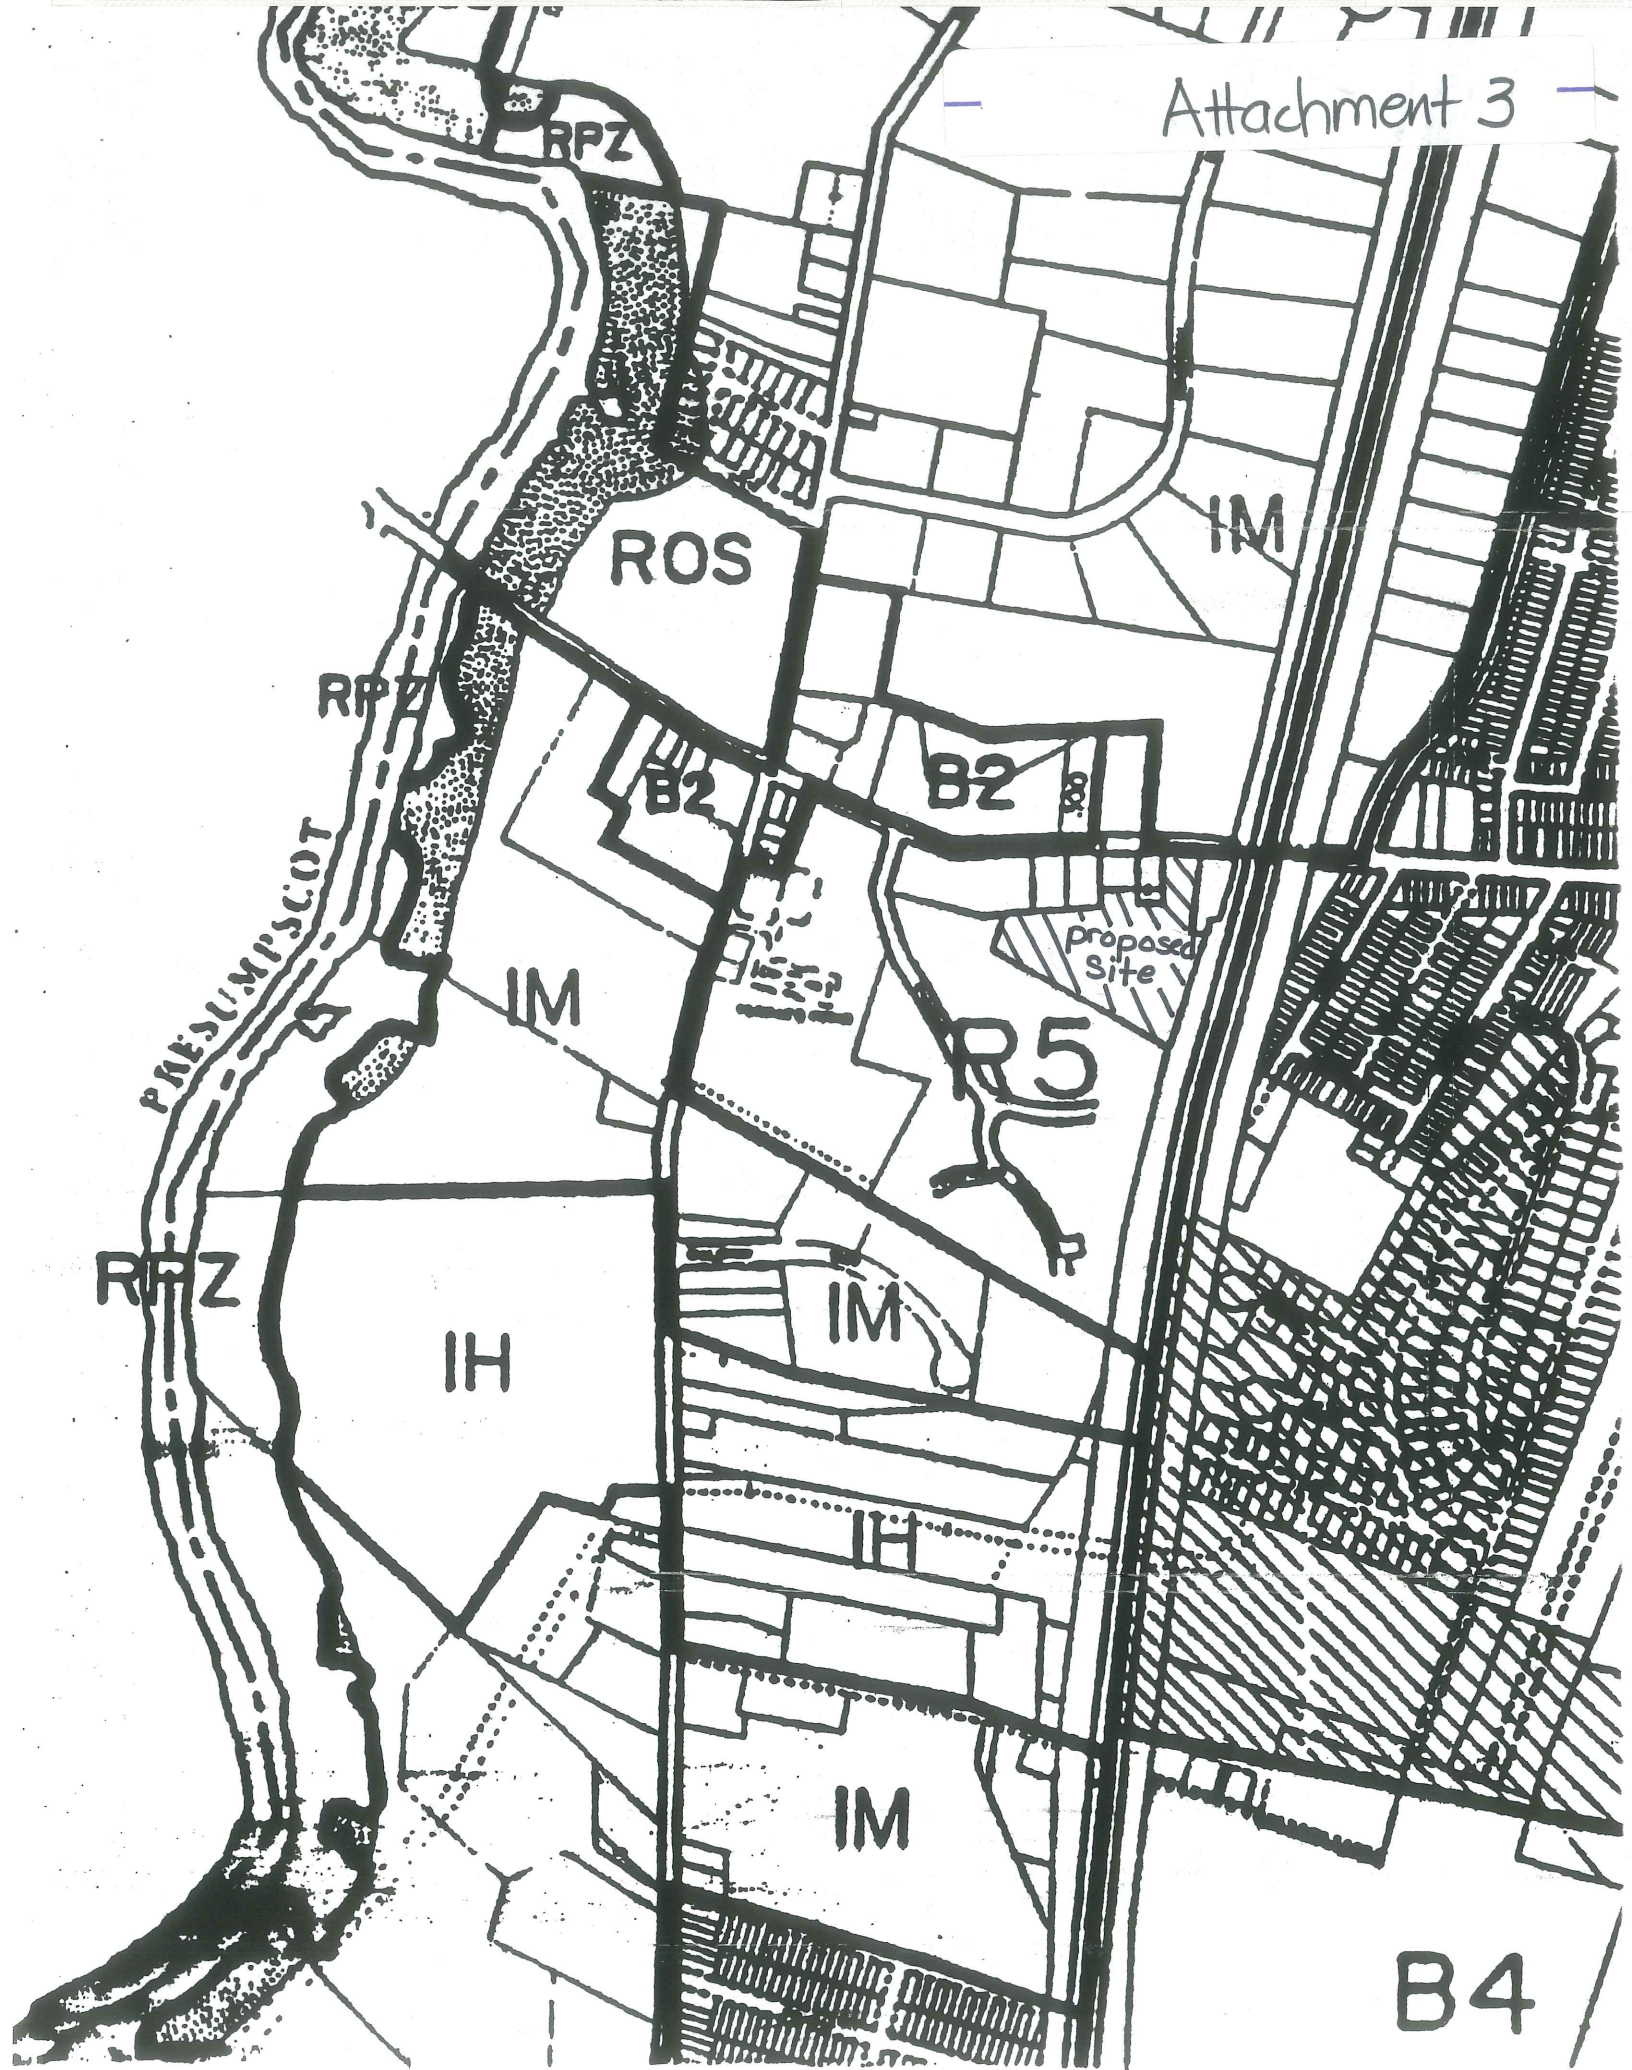 Attachment 3
RPZ
IM
ROS
RPZ
B2
B2
PRESUMPSCOT
proposed
site
IM
R5
RPZ
IM
IH
IH
IM
B4